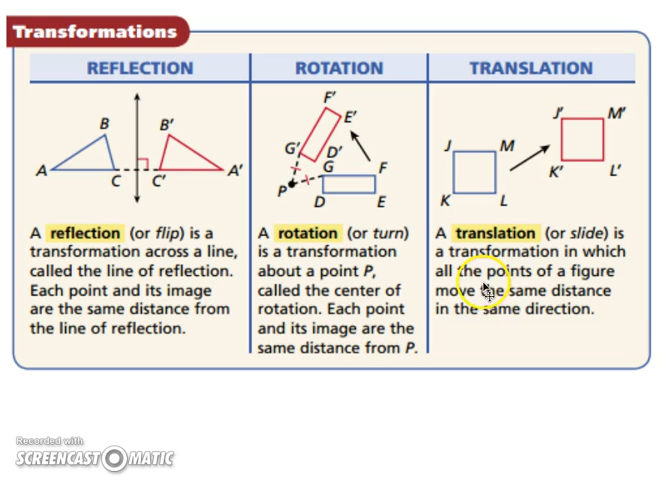 Transformations
REFLECTION
B B'
A C C' A'
A reflection (or flip) is a
transformation across a line,
called the line of reflection.
Each point and its image
are the same distance from
the line of reflection.
ROTATION
F'
E'
G' D'
G F
P
D E
A rotation (or turn)
is a transformation
about a point P,
called the center of
rotation. Each point
and its image are the
same distance from P.
TRANSLATION
J' M'
J M
K' L'
K L
A translation (or slide) is
a transformation in which
all the points of a figure
move the same distance
in the same direction.
Recorded with
SCREENCAST-O-MATIC